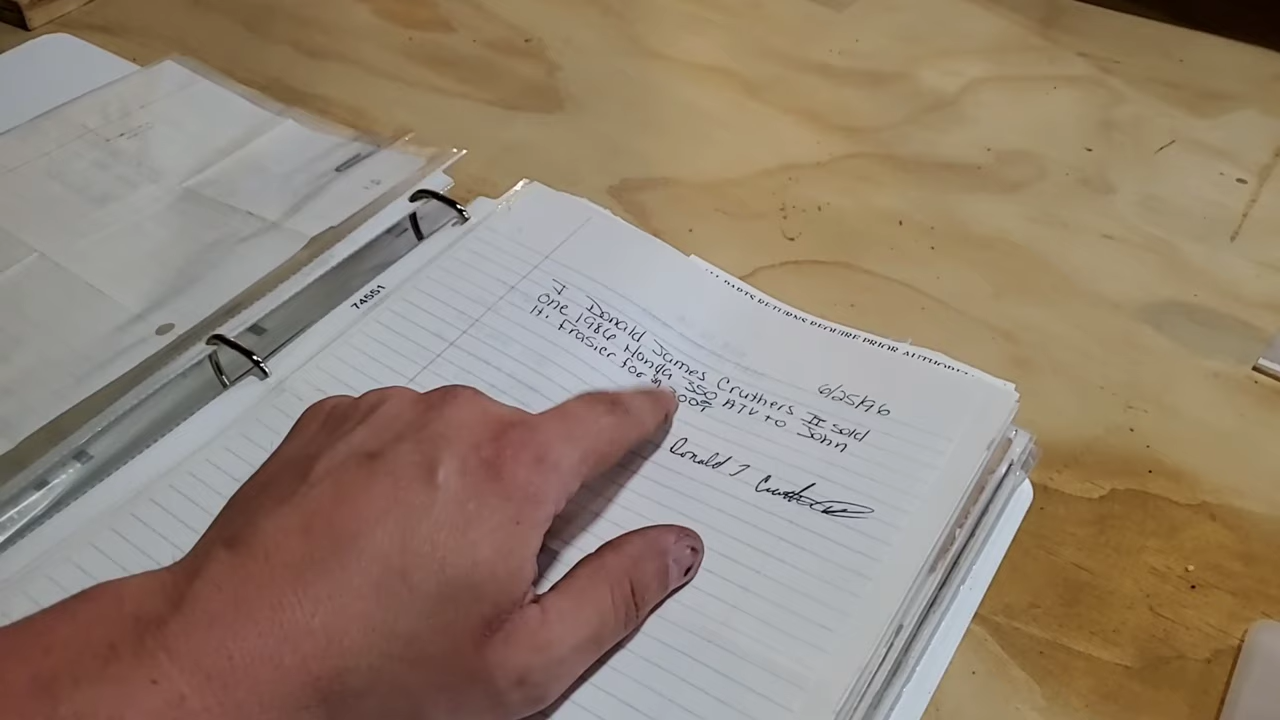 74551
ALL PARTS RETURNS REQUIRE PRIOR
6/25/96
I Donald James Cruthers II sold
One 1986 Honda 350 ATV to John
H. Frasier for $
Donald J